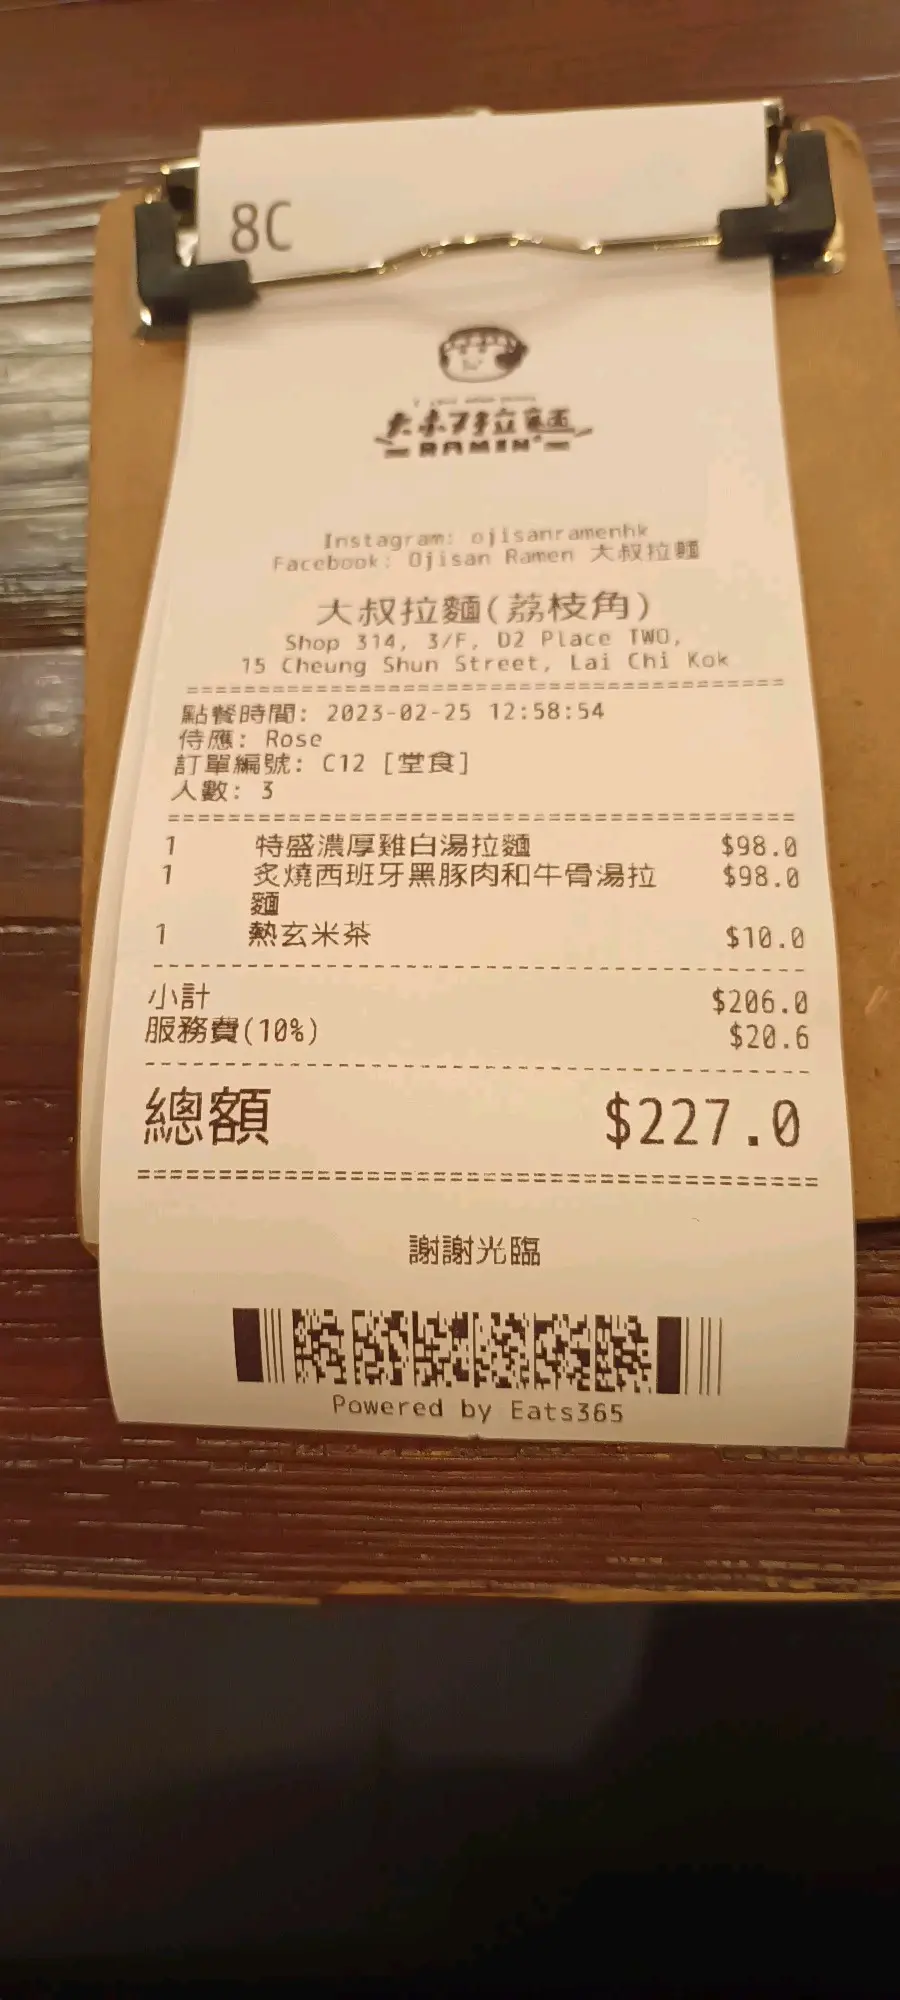 8C
大叔拉麵
RAMEN
Instagram: ojisanramenhk
Facebook: Ojisan Ramen 大叔拉麵
大叔拉麵(荔枝角)
Shop 314, 3/F, D2 Place TWO,
15 Cheung Shun Street, Lai Chi Kok
點餐時間: 2023-02-25 12:58:54
侍應: Rose
訂單編號: C12 [堂食]
人數: 3
1 特盛濃厚雞白湯拉麵 $98.0
1 炙燒西班牙黑豚肉和牛骨湯拉 $98.0
麵
1 熱玄米茶 $10.0
小計 $206.0
服務費(10%) $20.6
總額 $227.0
謝謝光臨
Powered by Eats365